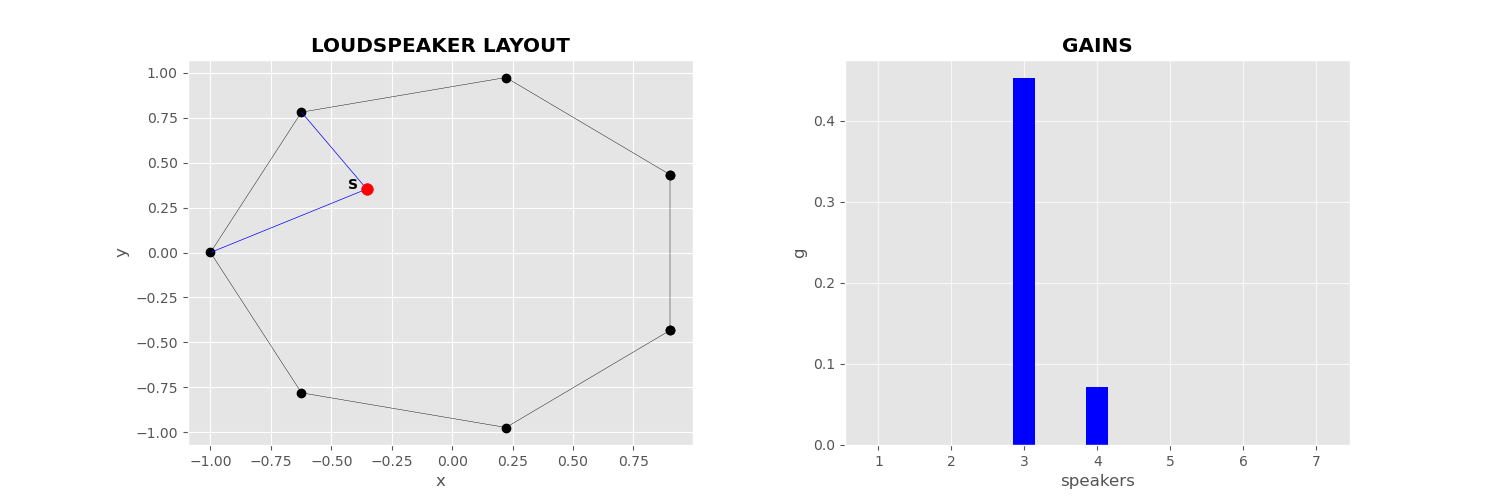 LOUDSPEAKER LAYOUT
1.00
0.75
0.50
0.25
0.00
−0.25
−0.50
−0.75
−1.00
y
S
−1.00 −0.75 −0.50 −0.25 0.00 0.25 0.50 0.75
x
GAINS
0.4
0.3
0.2
0.1
0.0
g
1 2 3 4 5 6 7
speakers